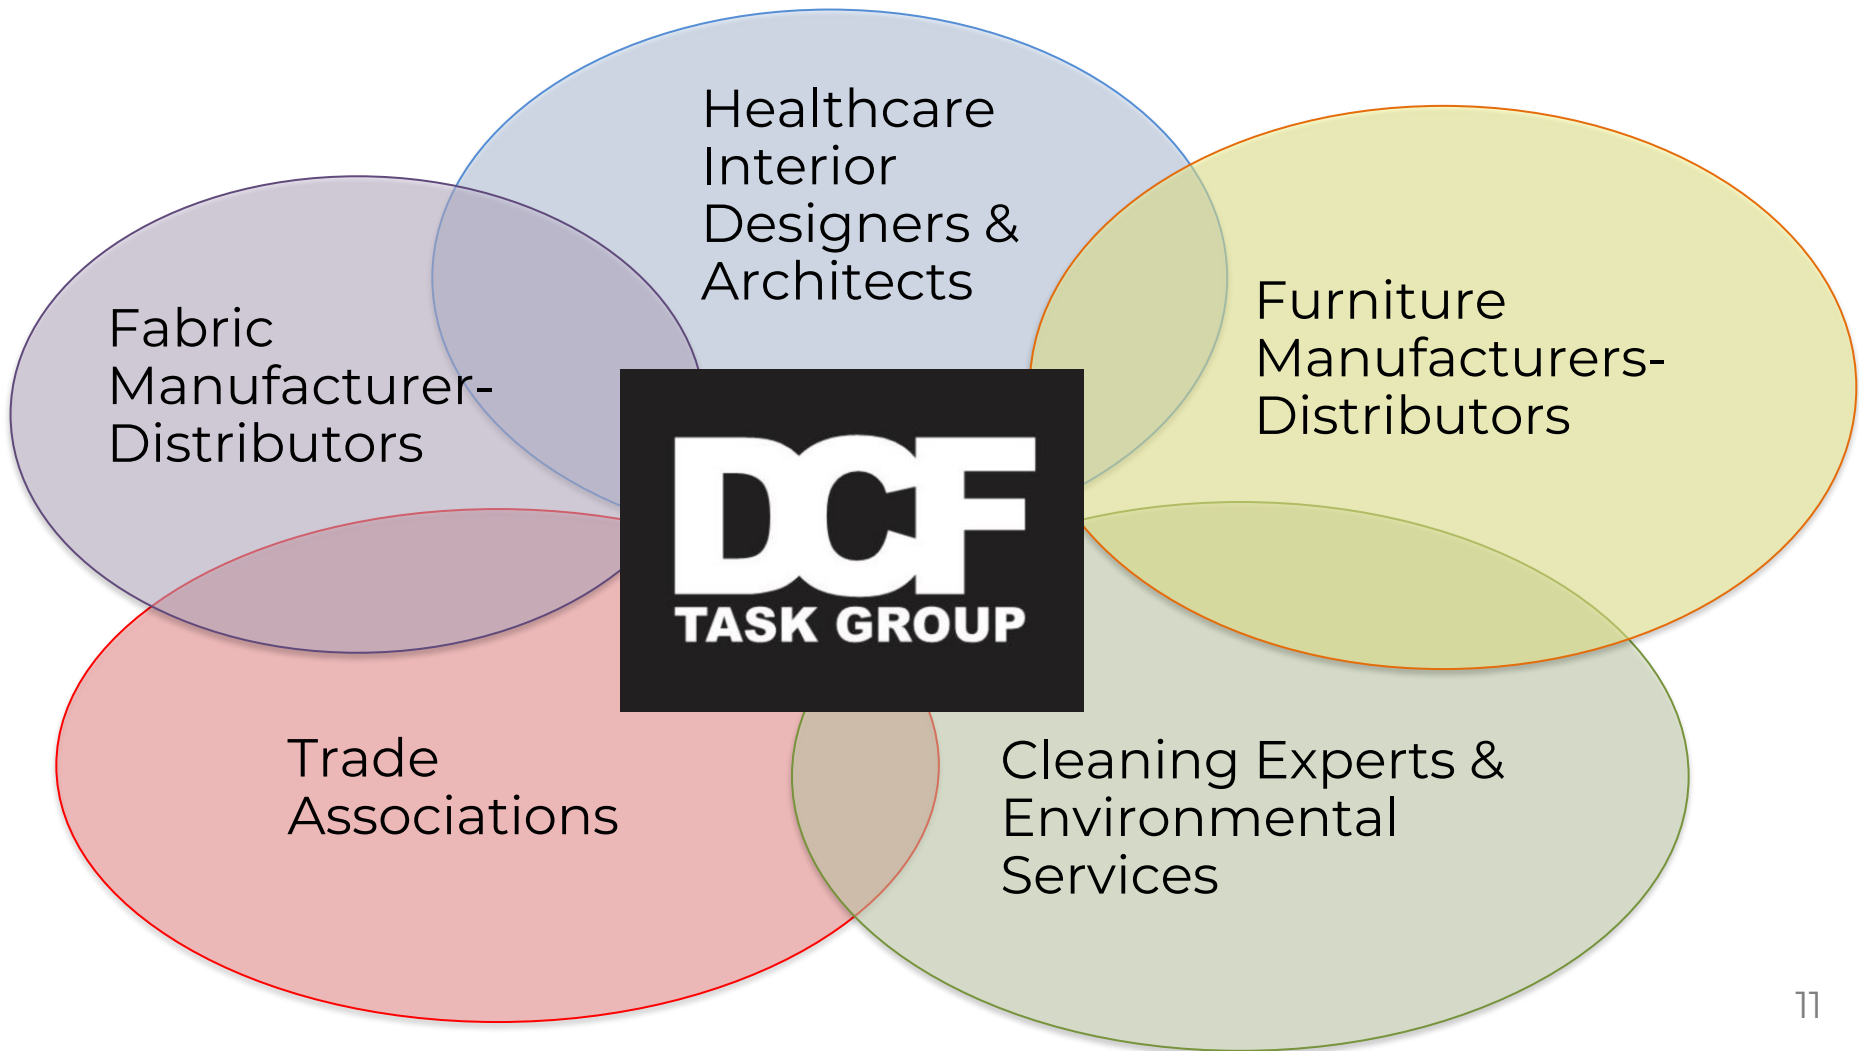 Healthcare
Interior
Designers &
Architects
Fabric
Manufacturer-
Distributors
Furniture
Manufacturers-
Distributors
DCF
TASK GROUP
Trade
Associations
Cleaning Experts &
Environmental
Services
11